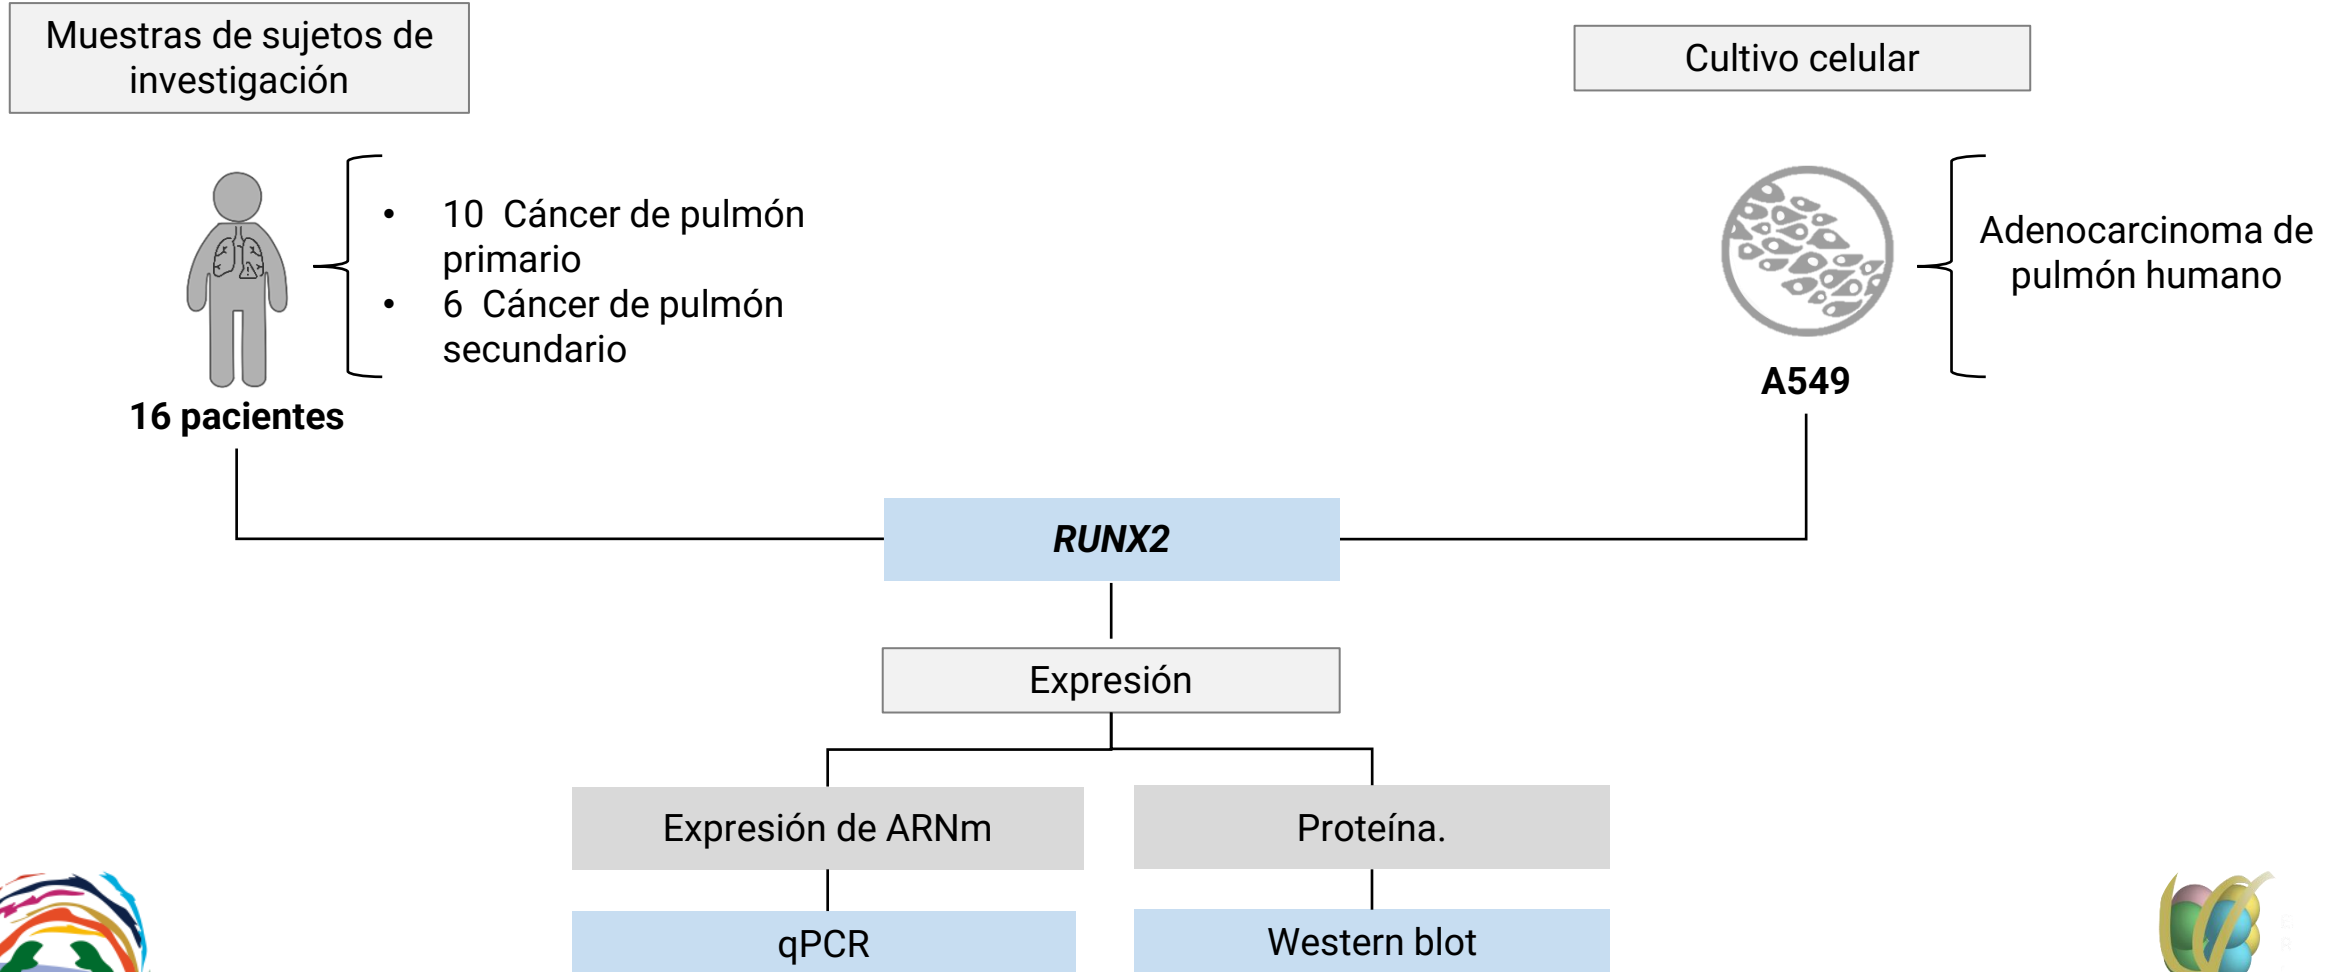 Muestras de sujetos de
investigación
Cultivo celular
• 10 Cáncer de pulmón
primario
• 6 Cáncer de pulmón
secundario
16 pacientes
Adenocarcinoma de
pulmón humano
A549
RUNX2
Expresión
Expresión de ARNm
Proteína.
qPCR
Western blot